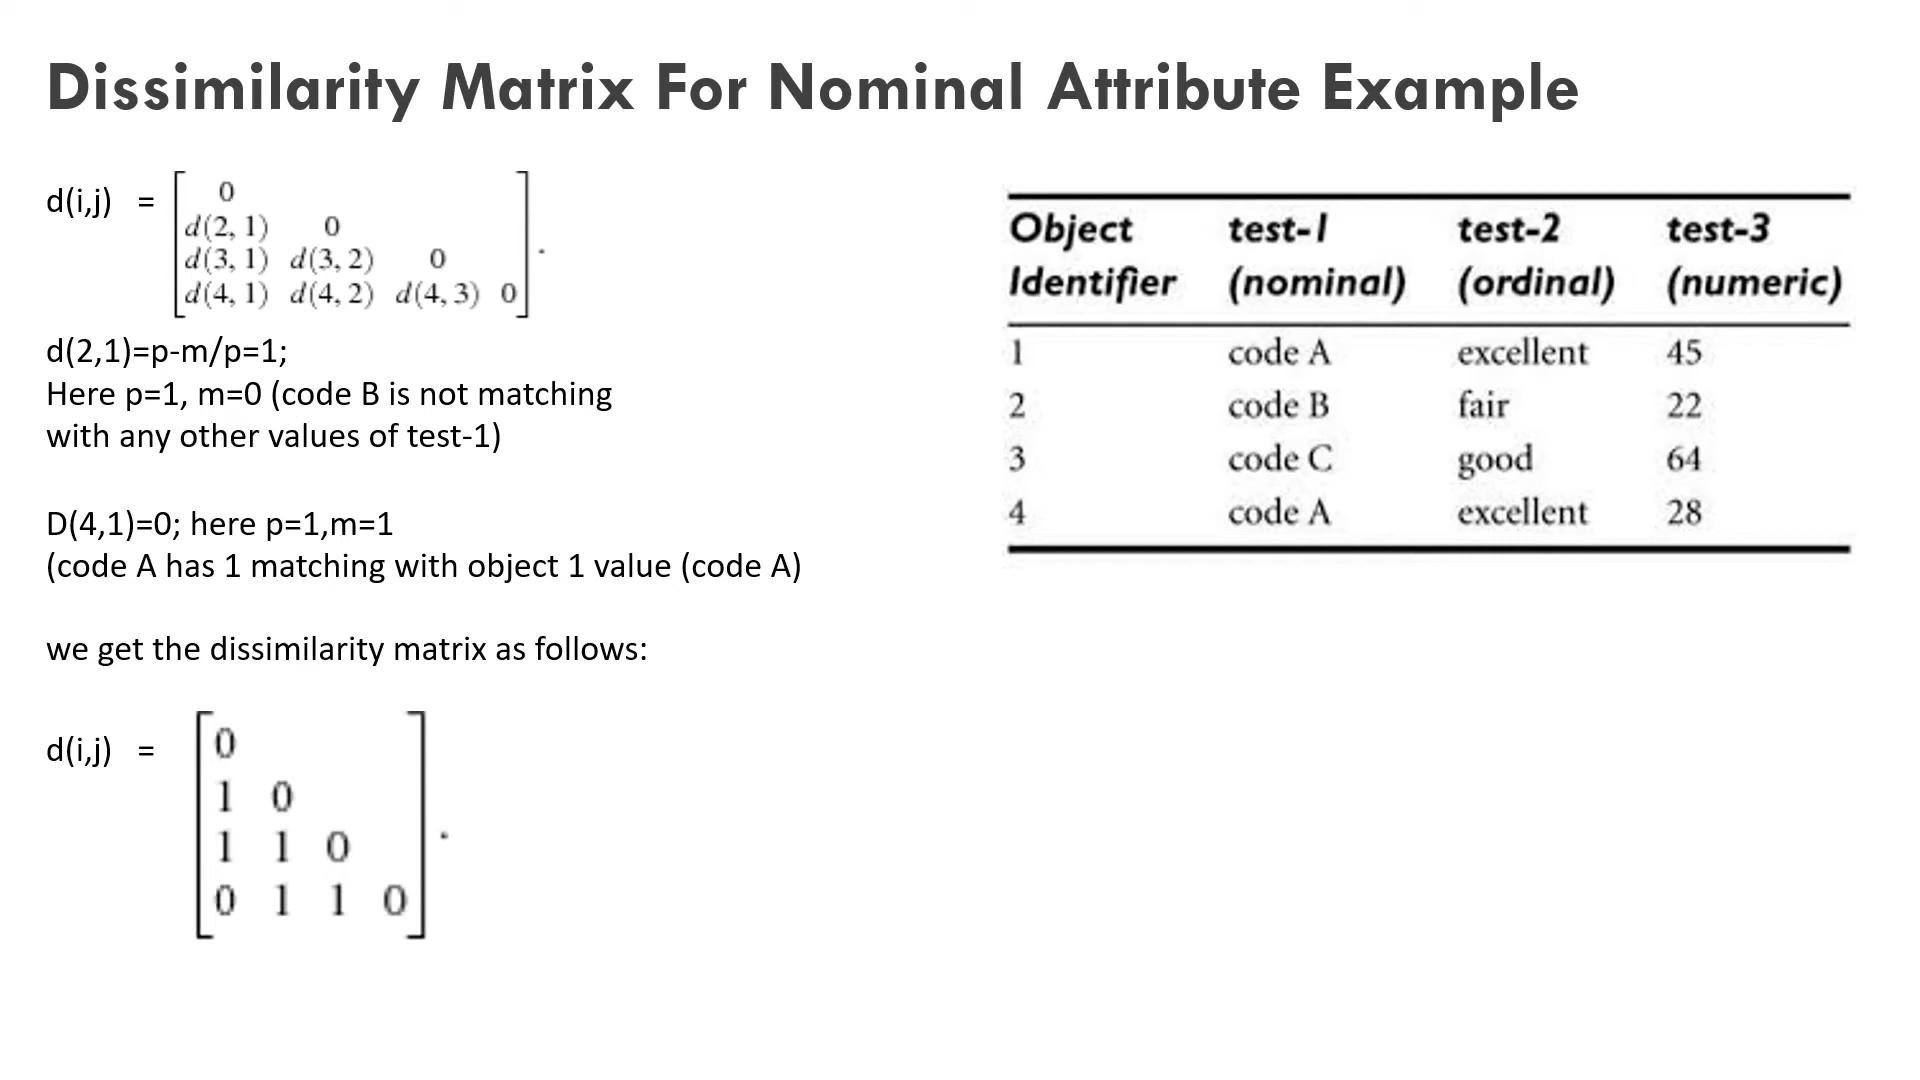 Dissimilarity Matrix For Nominal Attribute Example
d(i,j) =
0
d(2, 1) 0
d(3, 1) d(3, 2) 0
d(4, 1) d(4, 2) d(4, 3) 0
.
d(2,1)=p-m/p=1;
Here p=1, m=0 (code B is not matching
with any other values of test-1)
D(4,1)=0; here p=1,m=1
(code A has 1 matching with object 1 value (code A)
we get the dissimilarity matrix as follows:
d(i,j) =
0
1 0
1 1 0
0 1 1 0
.
Object test-1 test-2 test-3
Identifier (nominal) (ordinal) (numeric)
1 code A excellent 45
2 code B fair 22
3 code C good 64
4 code A excellent 28